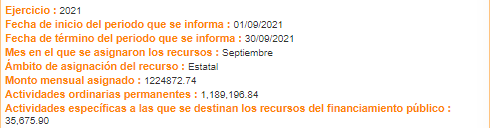 Ejercicio : 2021
Fecha de inicio del periodo que se informa : 01/09/2021
Fecha de término del periodo que se informa : 30/09/2021
Mes en el que se asignaron los recursos : Septiembre
Ámbito de asignación del recurso : Estatal
Monto mensual asignado : 1224872.74
Actividades ordinarias permanentes : 1,189,196.84
Actividades específicas a las que se destinan los recursos del financiamiento público :
35,675.90